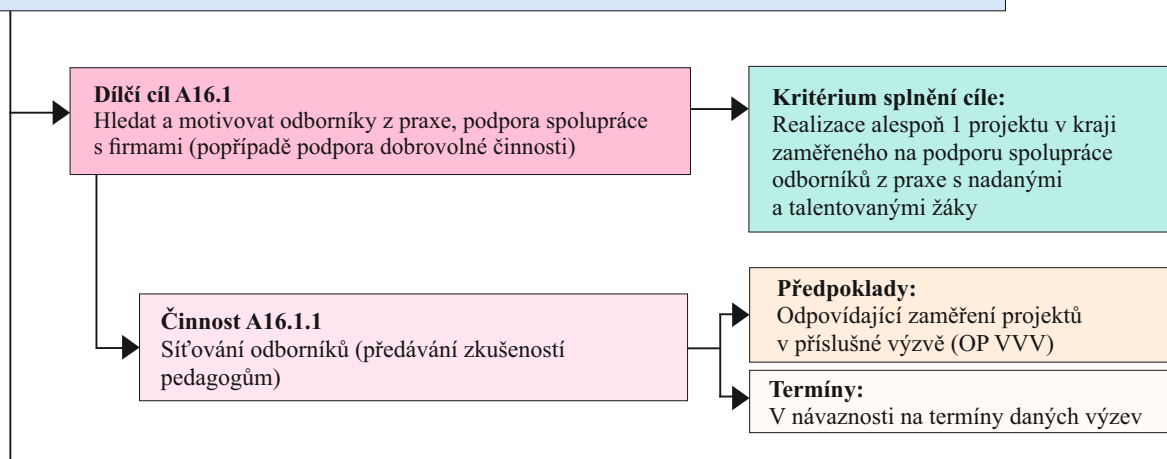 Dílčí cíl A16.1
Hledat a motivovat odborníky z praxe, podpora spolupráce
s firmami (popřípadě podpora dobrovolné činnosti)
Kritérium splnění cíle:
Realizace alespoň 1 projektu v kraji
zaměřeného na podporu spolupráce
odborníků z praxe s nadanými
a talentovanými žáky
Činnost A16.1.1
Síťování odborníků (předávání zkušeností
pedagogům)
Předpoklady:
Odpovídající zaměření projektů
v příslušné výzvě (OP VVV)
Termíny:
V návaznosti na termíny daných výzev